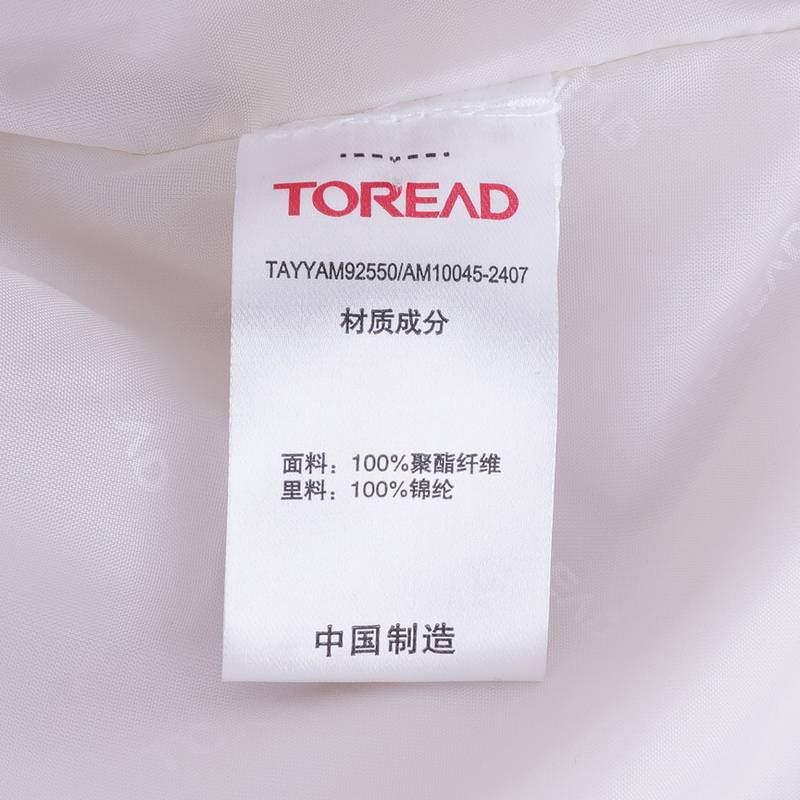 TOREAD
TAYYAM92550/AM10045-2407
材质成分
面料：100%聚酯纤维
里料：100%锦纶
中国制造